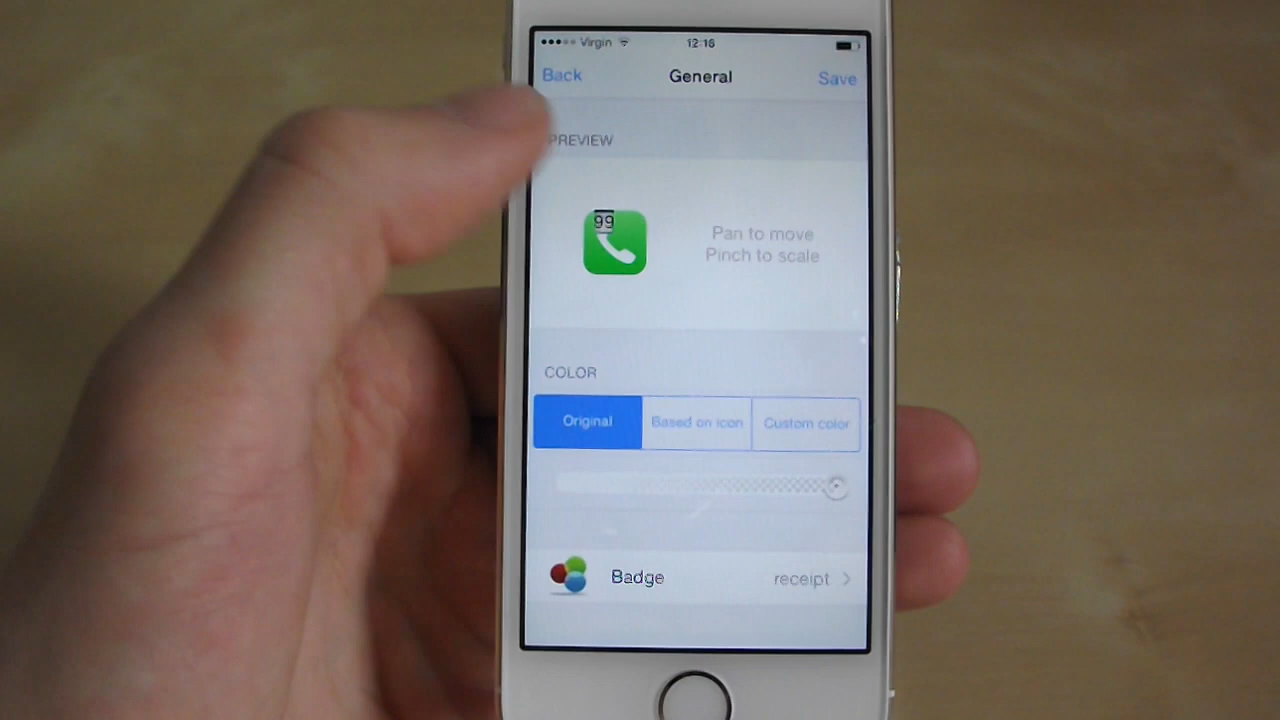 Virgin 12:16
Back General Save
PREVIEW
99
Pan to move
Pinch to scale
COLOR
Original Based on icon Custom color
Badge receipt